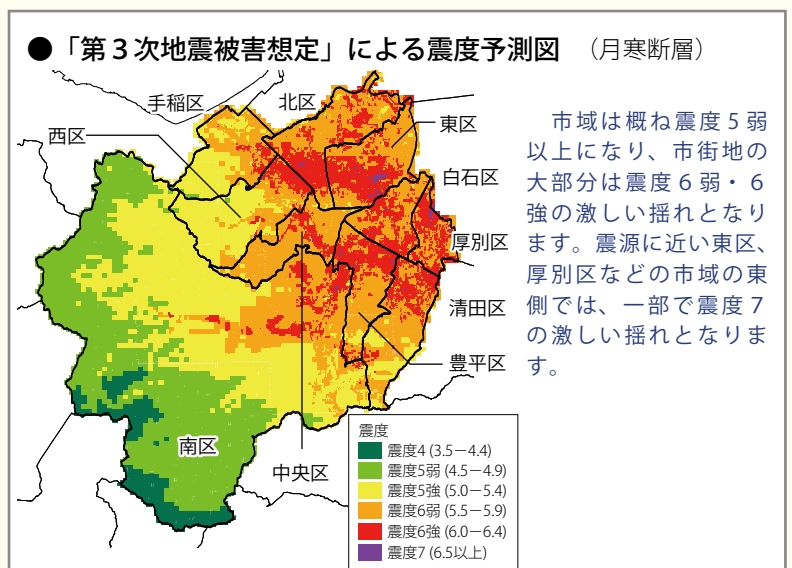 ●「第３次地震被害想定」による震度予測図 （月寒断層）
手稲区
北区
東区
西区
白石区
厚別区
清田区
豊平区
南区
中央区
市域は概ね震度５弱
以上になり、市街地の
大部分は震度６弱・６
強の激しい揺れとなり
ます。震源に近い東区、
厚別区などの市域の東
側では、一部で震度７
の激しい揺れとなりま
す。
震度
震度4 (3.5－4.4)
震度5弱 (4.5－4.9)
震度5強 (5.0－5.4)
震度6弱 (5.5－5.9)
震度6強 (6.0－6.4)
震度7 (6.5以上)